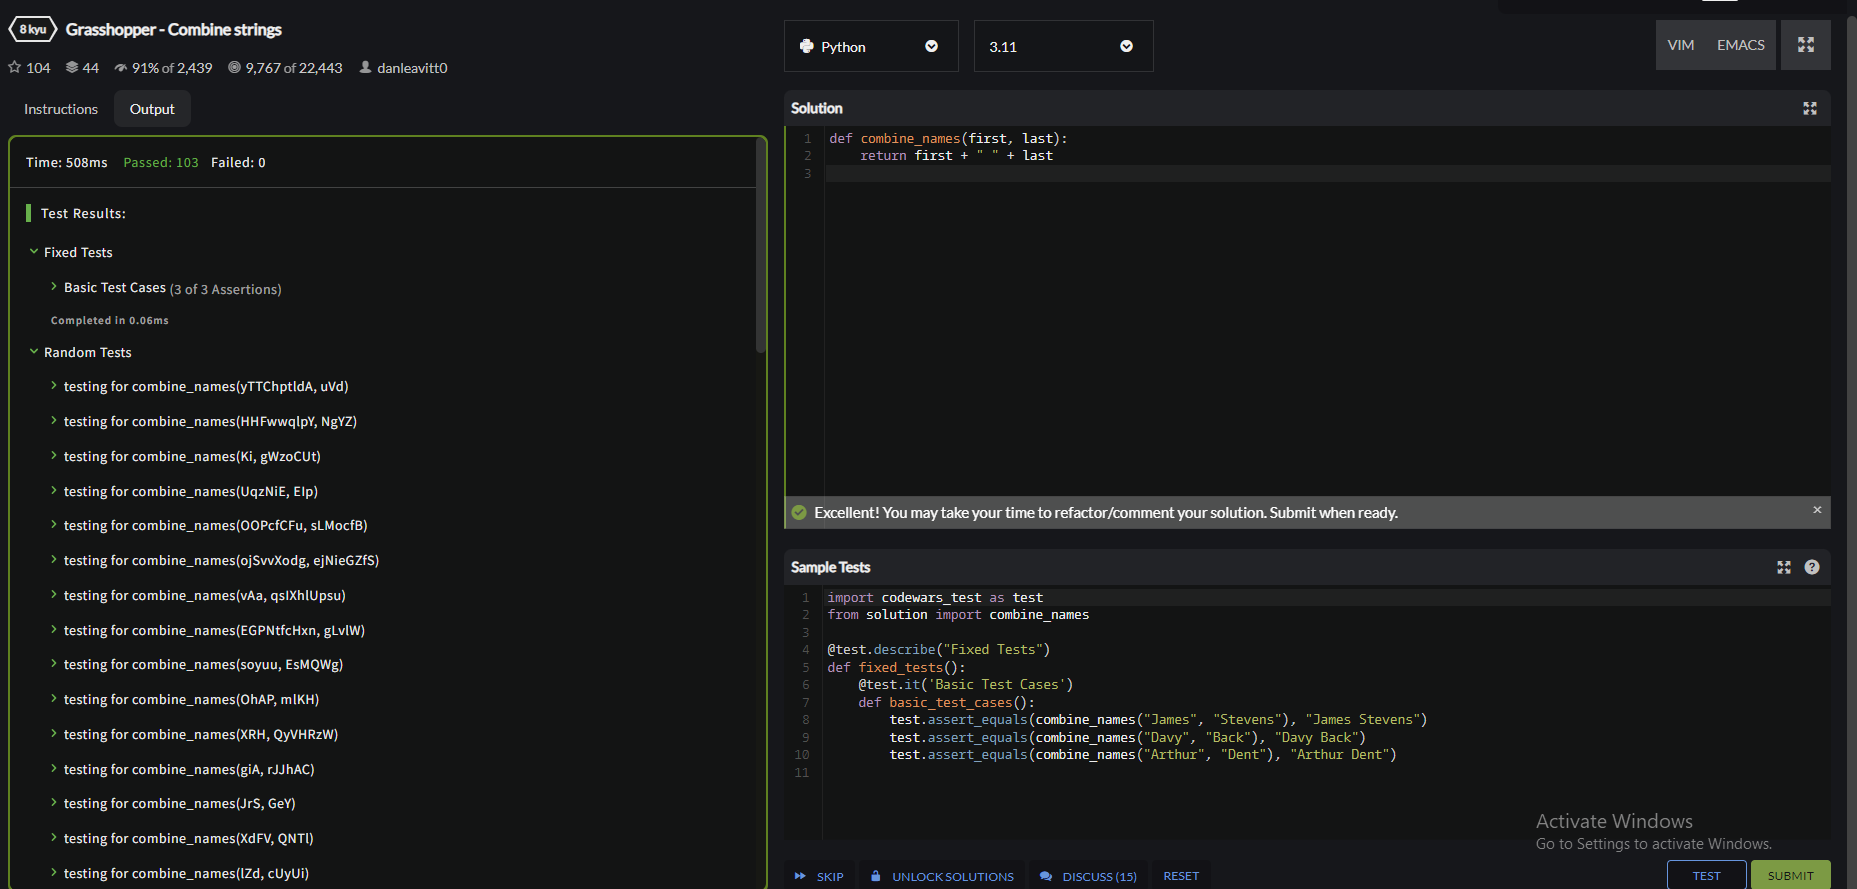 8 kyu Grasshopper - Combine strings
104 44 91% of 2,439 9,767 of 22,443 danleavitt0
Instructions Output
Time: 508ms Passed: 103 Failed: 0
Test Results:
Fixed Tests
Basic Test Cases (3 of 3 Assertions)
Completed in 0.06ms
Random Tests
testing for combine_names(yTTChptldA, uVd)
testing for combine_names(HHFwwqlpY, NgYZ)
testing for combine_names(Ki, gWzoCUt)
testing for combine_names(UqzNiE, EIp)
testing for combine_names(OOPcfCFu, sLMocfB)
testing for combine_names(ojSvvXodg, ejNieGZfS)
testing for combine_names(vAa, qsIXhlUpsu)
testing for combine_names(EGPNtfcHxn, gLvlW)
testing for combine_names(soyuu, EsMQWg)
testing for combine_names(OhAP, mlKH)
testing for combine_names(XRH, QyVHRzW)
testing for combine_names(giA, rJJhAC)
testing for combine_names(JrS, GeY)
testing for combine_names(XdFV, QNTl)
testing for combine_names(lZd, cUyUi)
Python 3.11 VIM EMACS
Solution
1 def combine_names(first, last):
2     return first + " " + last
3
Excellent! You may take your time to refactor/comment your solution. Submit when ready. ×
Sample Tests ?
1 import codewars_test as test
2 from solution import combine_names
3
4 @test.describe("Fixed Tests")
5 def fixed_tests():
6     @test.it('Basic Test Cases')
7     def basic_test_cases():
8         test.assert_equals(combine_names("James", "Stevens"), "James Stevens")
9         test.assert_equals(combine_names("Davy", "Back"), "Davy Back")
10         test.assert_equals(combine_names("Arthur", "Dent"), "Arthur Dent")
11
Activate Windows
Go to Settings to activate Windows.
SKIP UNLOCK SOLUTIONS DISCUSS (15) RESET TEST SUBMIT